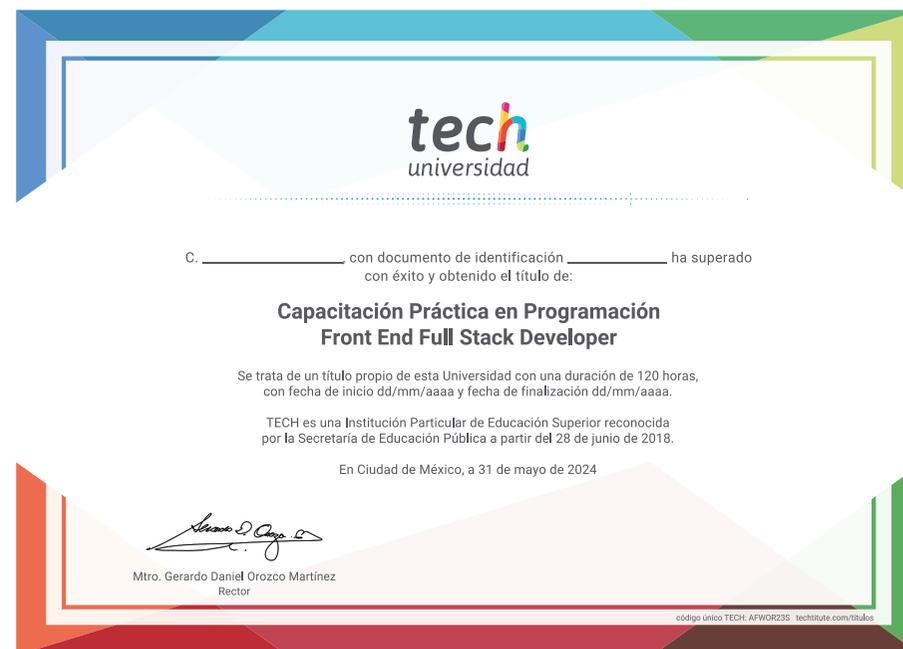 tech
universidad
C. ________________, con documento de identificación ____________ ha superado
con éxito y obtenido el título de:
Capacitación Práctica en Programación
Front End Full Stack Developer
Se trata de un título propio de esta Universidad con una duración de 120 horas,
con fecha de inicio dd/mm/aaaa y fecha de finalización dd/mm/aaaa.
TECH es una Institución Particular de Educación Superior reconocida
por la Secretaría de Educación Pública a partir del 28 de junio de 2018.
En Ciudad de México, a 31 de mayo de 2024
Mtro. Gerardo Daniel Orozco Martínez
Rector
código único TECH: AFWOR23S techtitute.com/titulos